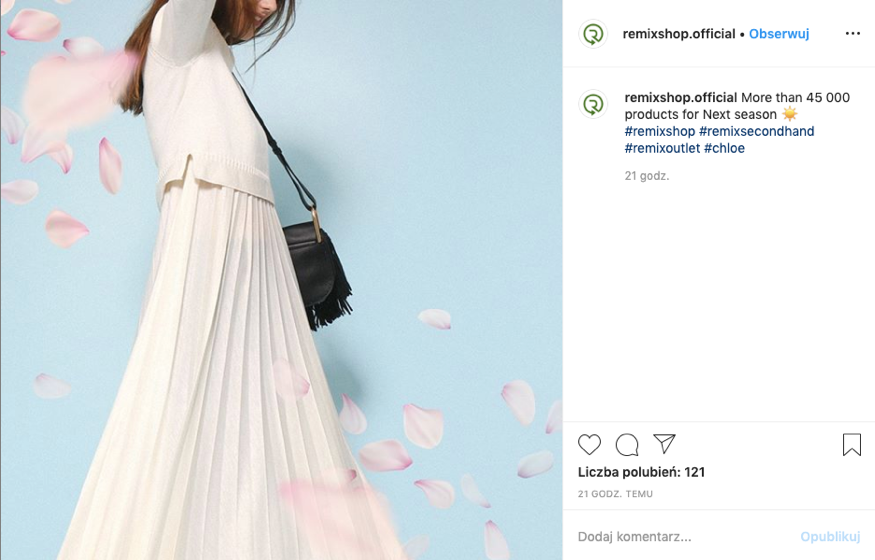 remixshop.official • Obserwuj
remixshop.official More than 45 000
products for Next season ☀️
#remixshop #remixsecondhand
#remixoutlet #chloe
21 godz.
Liczba polubień: 121
21 GODZ. TEMU
Dodaj komentarz...
Opublikuj